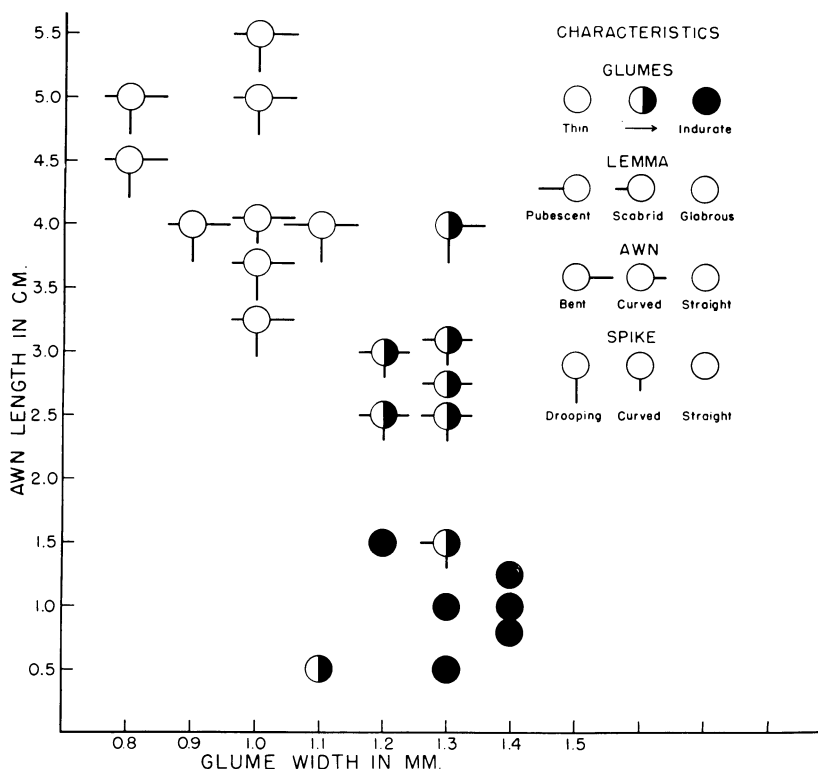 CHARACTERISTICS
GLUMES
Thin → Indurate
LEMMA
Pubescent Scabrid Glabrous
AWN
Bent Curved Straight
SPIKE
Drooping Curved Straight
AWN LENGTH IN CM.
5.5
5.0
4.5
4.0
3.5
3.0
2.5
2.0
1.5
1.0
0.5
0.8 0.9 1.0 1.1 1.2 1.3 1.4 1.5
GLUME WIDTH IN MM.